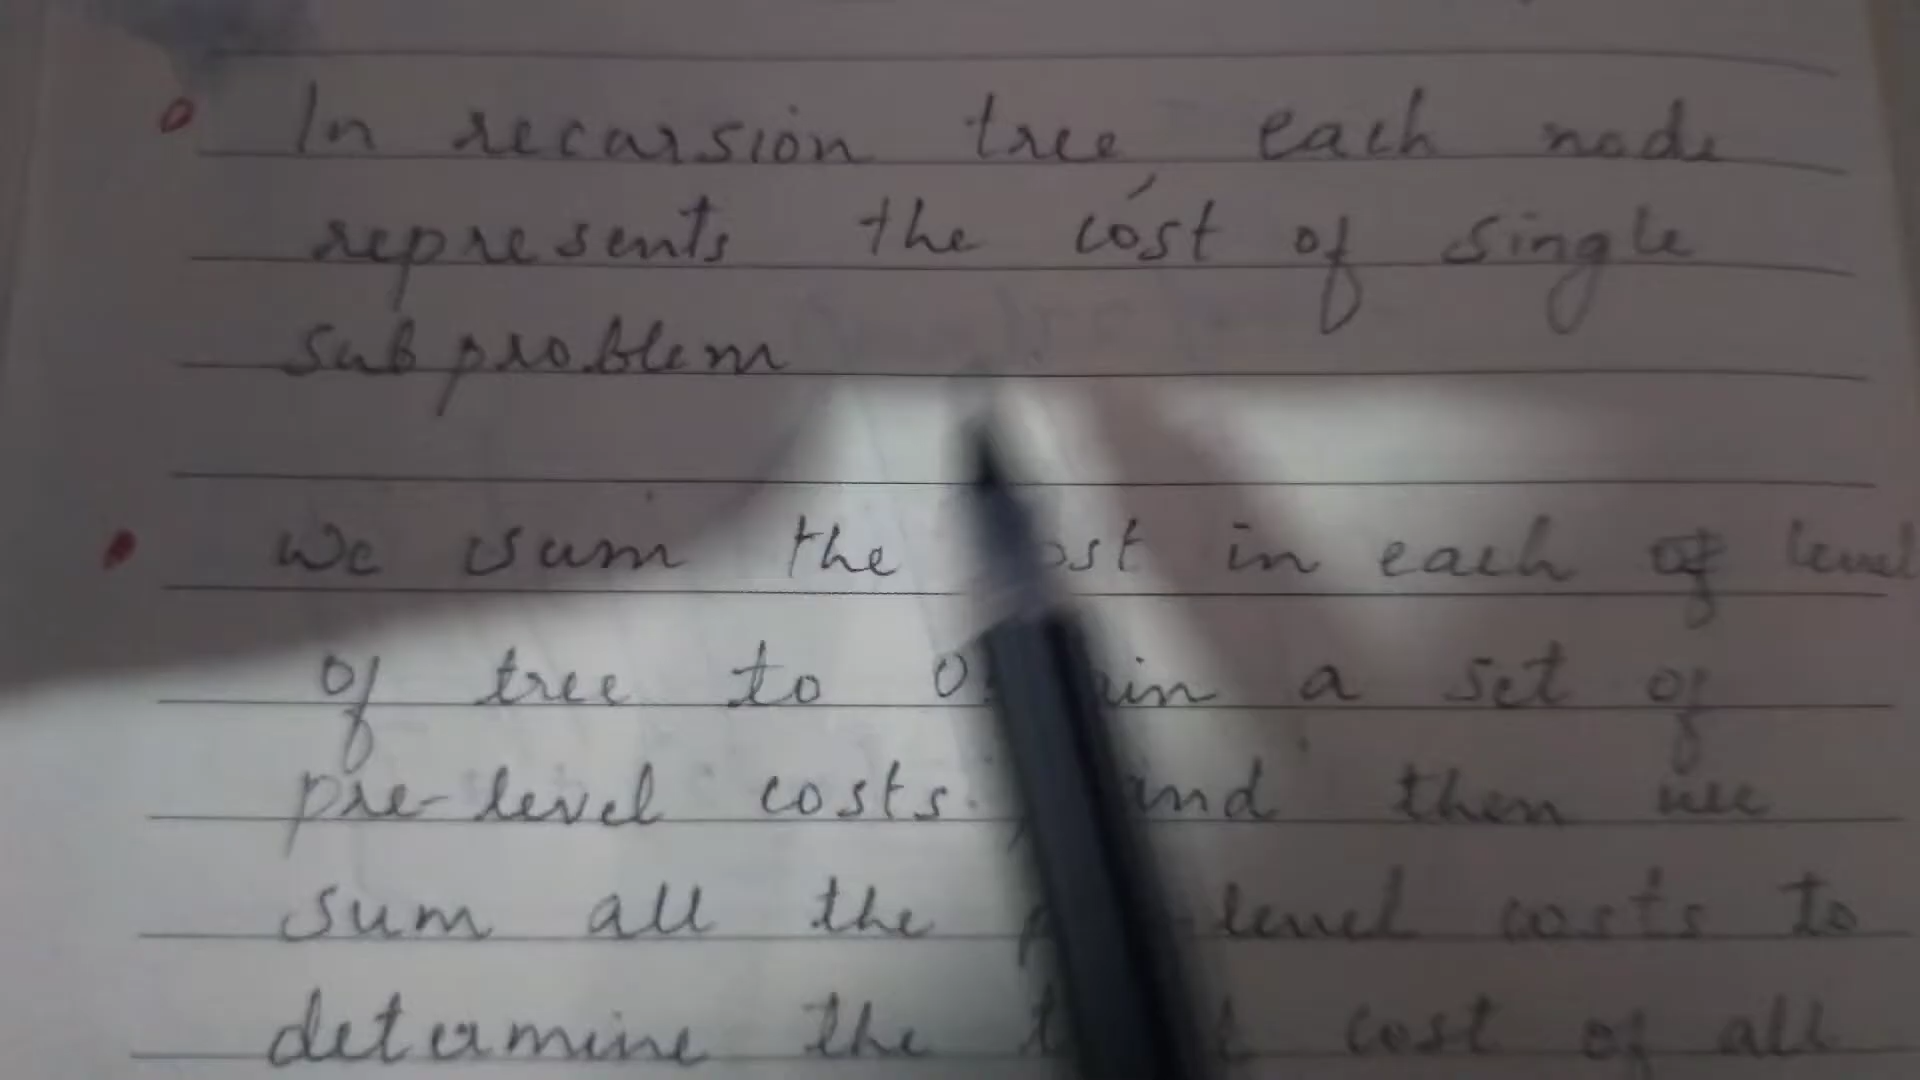 In recursion tree each node
represents the cost of single
subproblem
we sum the ost in each of level
of tree to in a set of
pre-level costs. and then we
sum all the level costs to
determine the cost of all